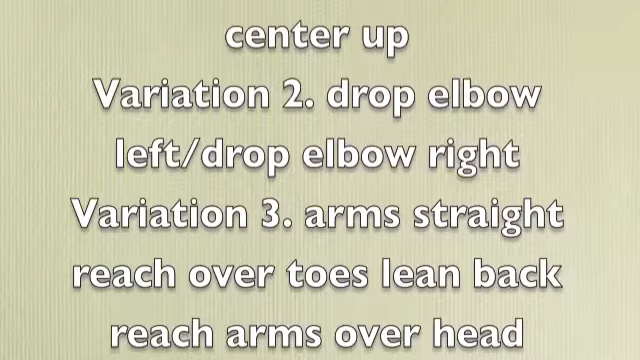 center up
Variation 2. drop elbow
left/drop elbow right
Variation 3. arms straight
reach over toes lean back
reach arms over head